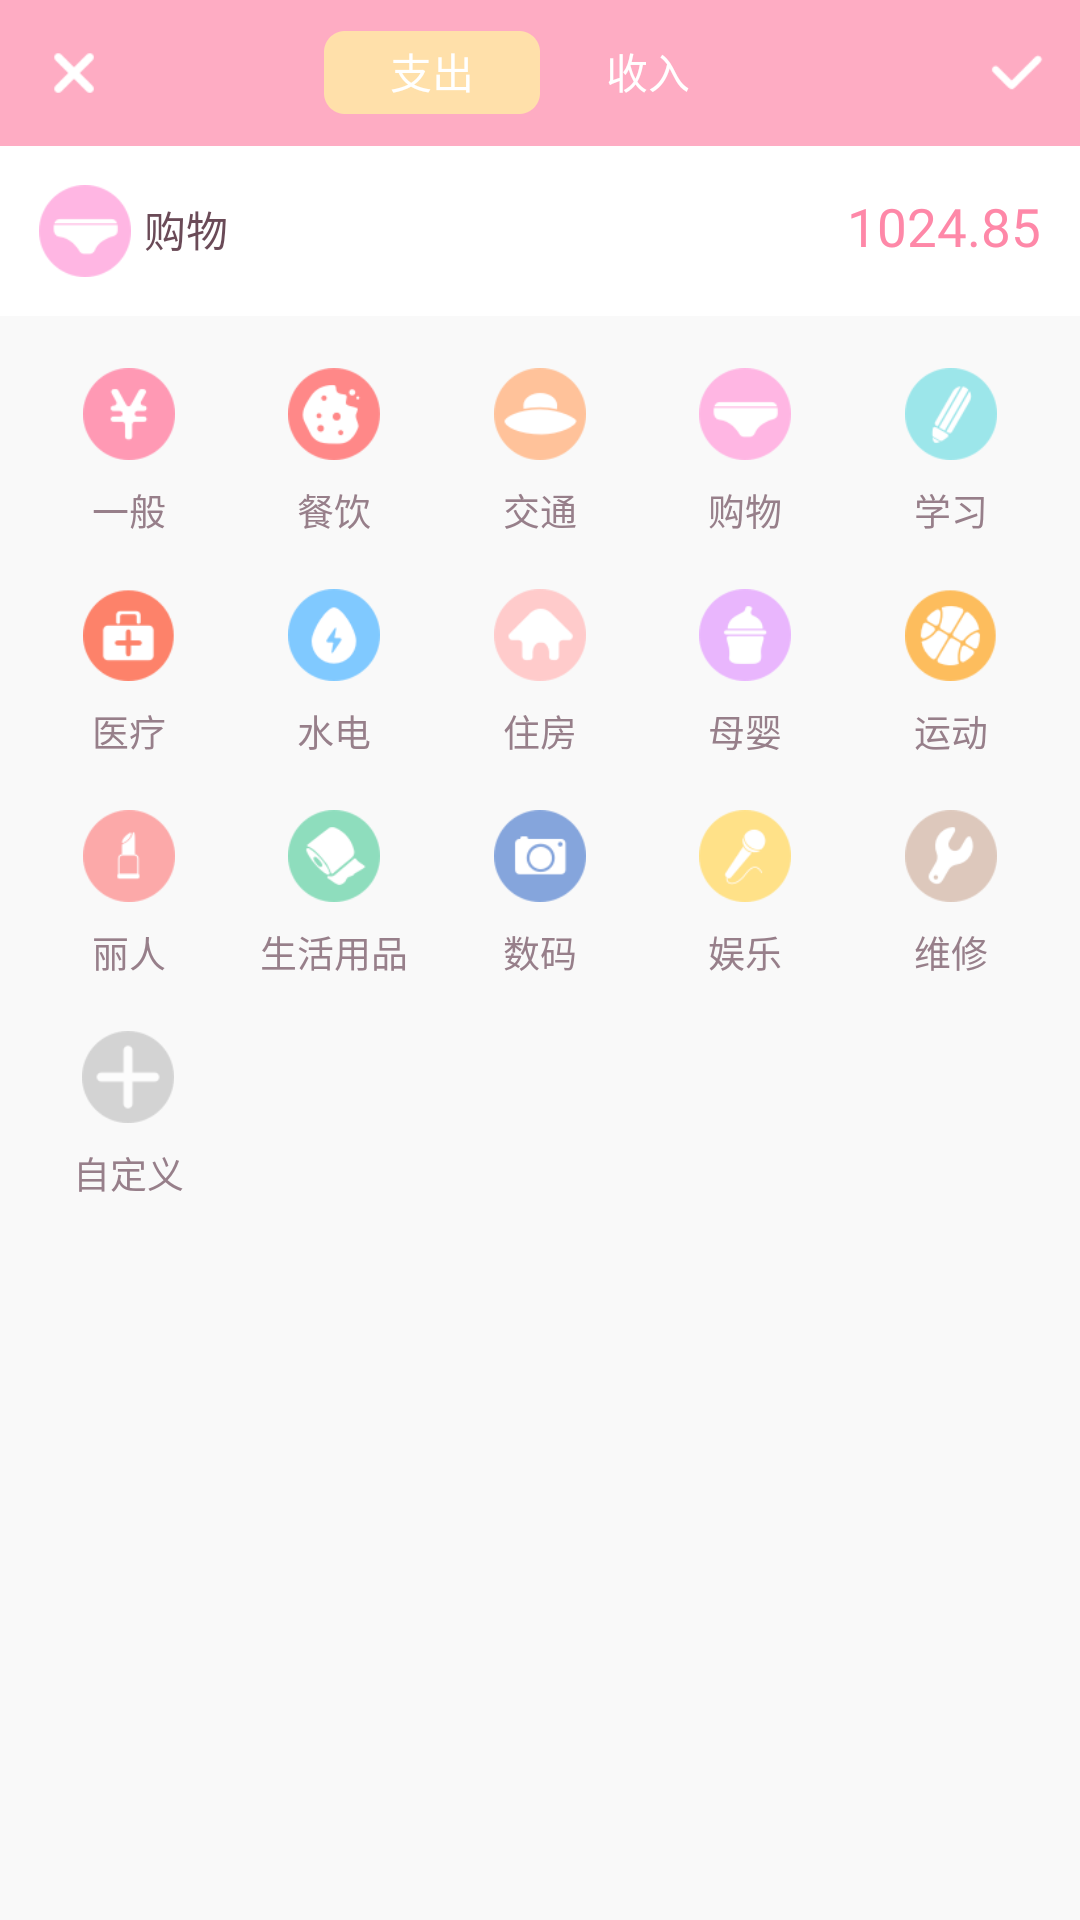 支出 收入
购物 1024.85
一般 餐饮 交通 购物 学习
医疗 水电 住房 母婴 运动
丽人 生活用品 数码 娱乐 维修
自定义